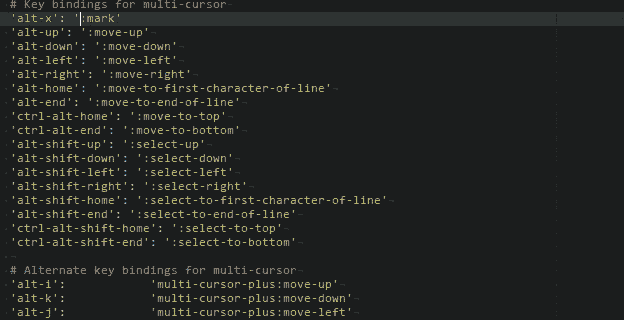 # Key bindings for multi-cursor
'alt-x': ':mark'
'alt-up': ':move-up'
'alt-down': ':move-down'
'alt-left': ':move-left'
'alt-right': ':move-right'
'alt-home': ':move-to-first-character-of-line'
'alt-end': ':move-to-end-of-line'
'ctrl-alt-home': ':move-to-top'
'ctrl-alt-end': ':move-to-bottom'
'alt-shift-up': ':select-up'
'alt-shift-down': ':select-down'
'alt-shift-left': ':select-left'
'alt-shift-right': ':select-right'
'alt-shift-home': ':select-to-first-character-of-line'
'alt-shift-end': ':select-to-end-of-line'
'ctrl-alt-shift-home': ':select-to-top'
'ctrl-alt-shift-end': ':select-to-bottom'
# Alternate key bindings for multi-cursor
'alt-i': 'multi-cursor-plus:move-up'
'alt-k': 'multi-cursor-plus:move-down'
'alt-j': 'multi-cursor-plus:move-left'